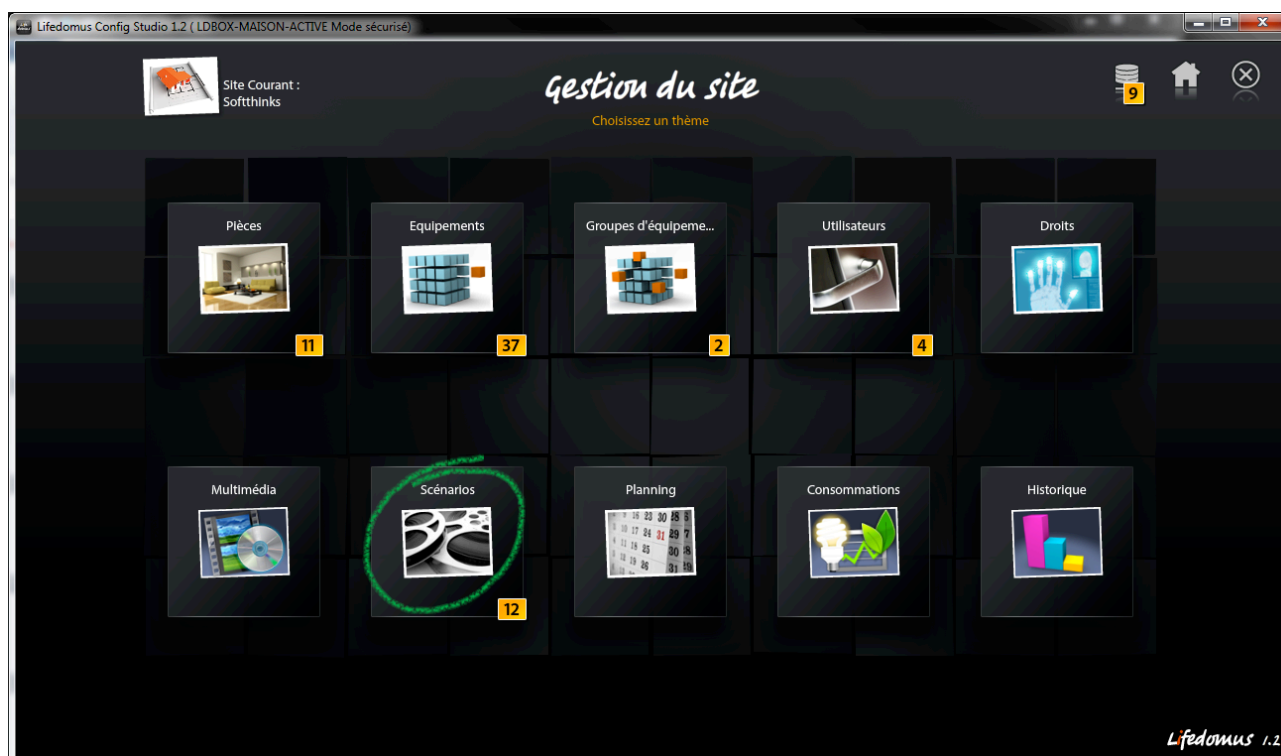 Lifedomus Config Studio 1.2 ( LDBOX-MAISON-ACTIVE Mode sécurisé)
Site Courant :
Softthinks
Gestion du site
Choisissez un thème
9
Pièces
11
Equipements
37
Groupes d'équipeme...
2
Utilisateurs
4
Droits
Multimédia
Scénarios
12
Planning
Consommations
Historique
Lifedomus 1.2